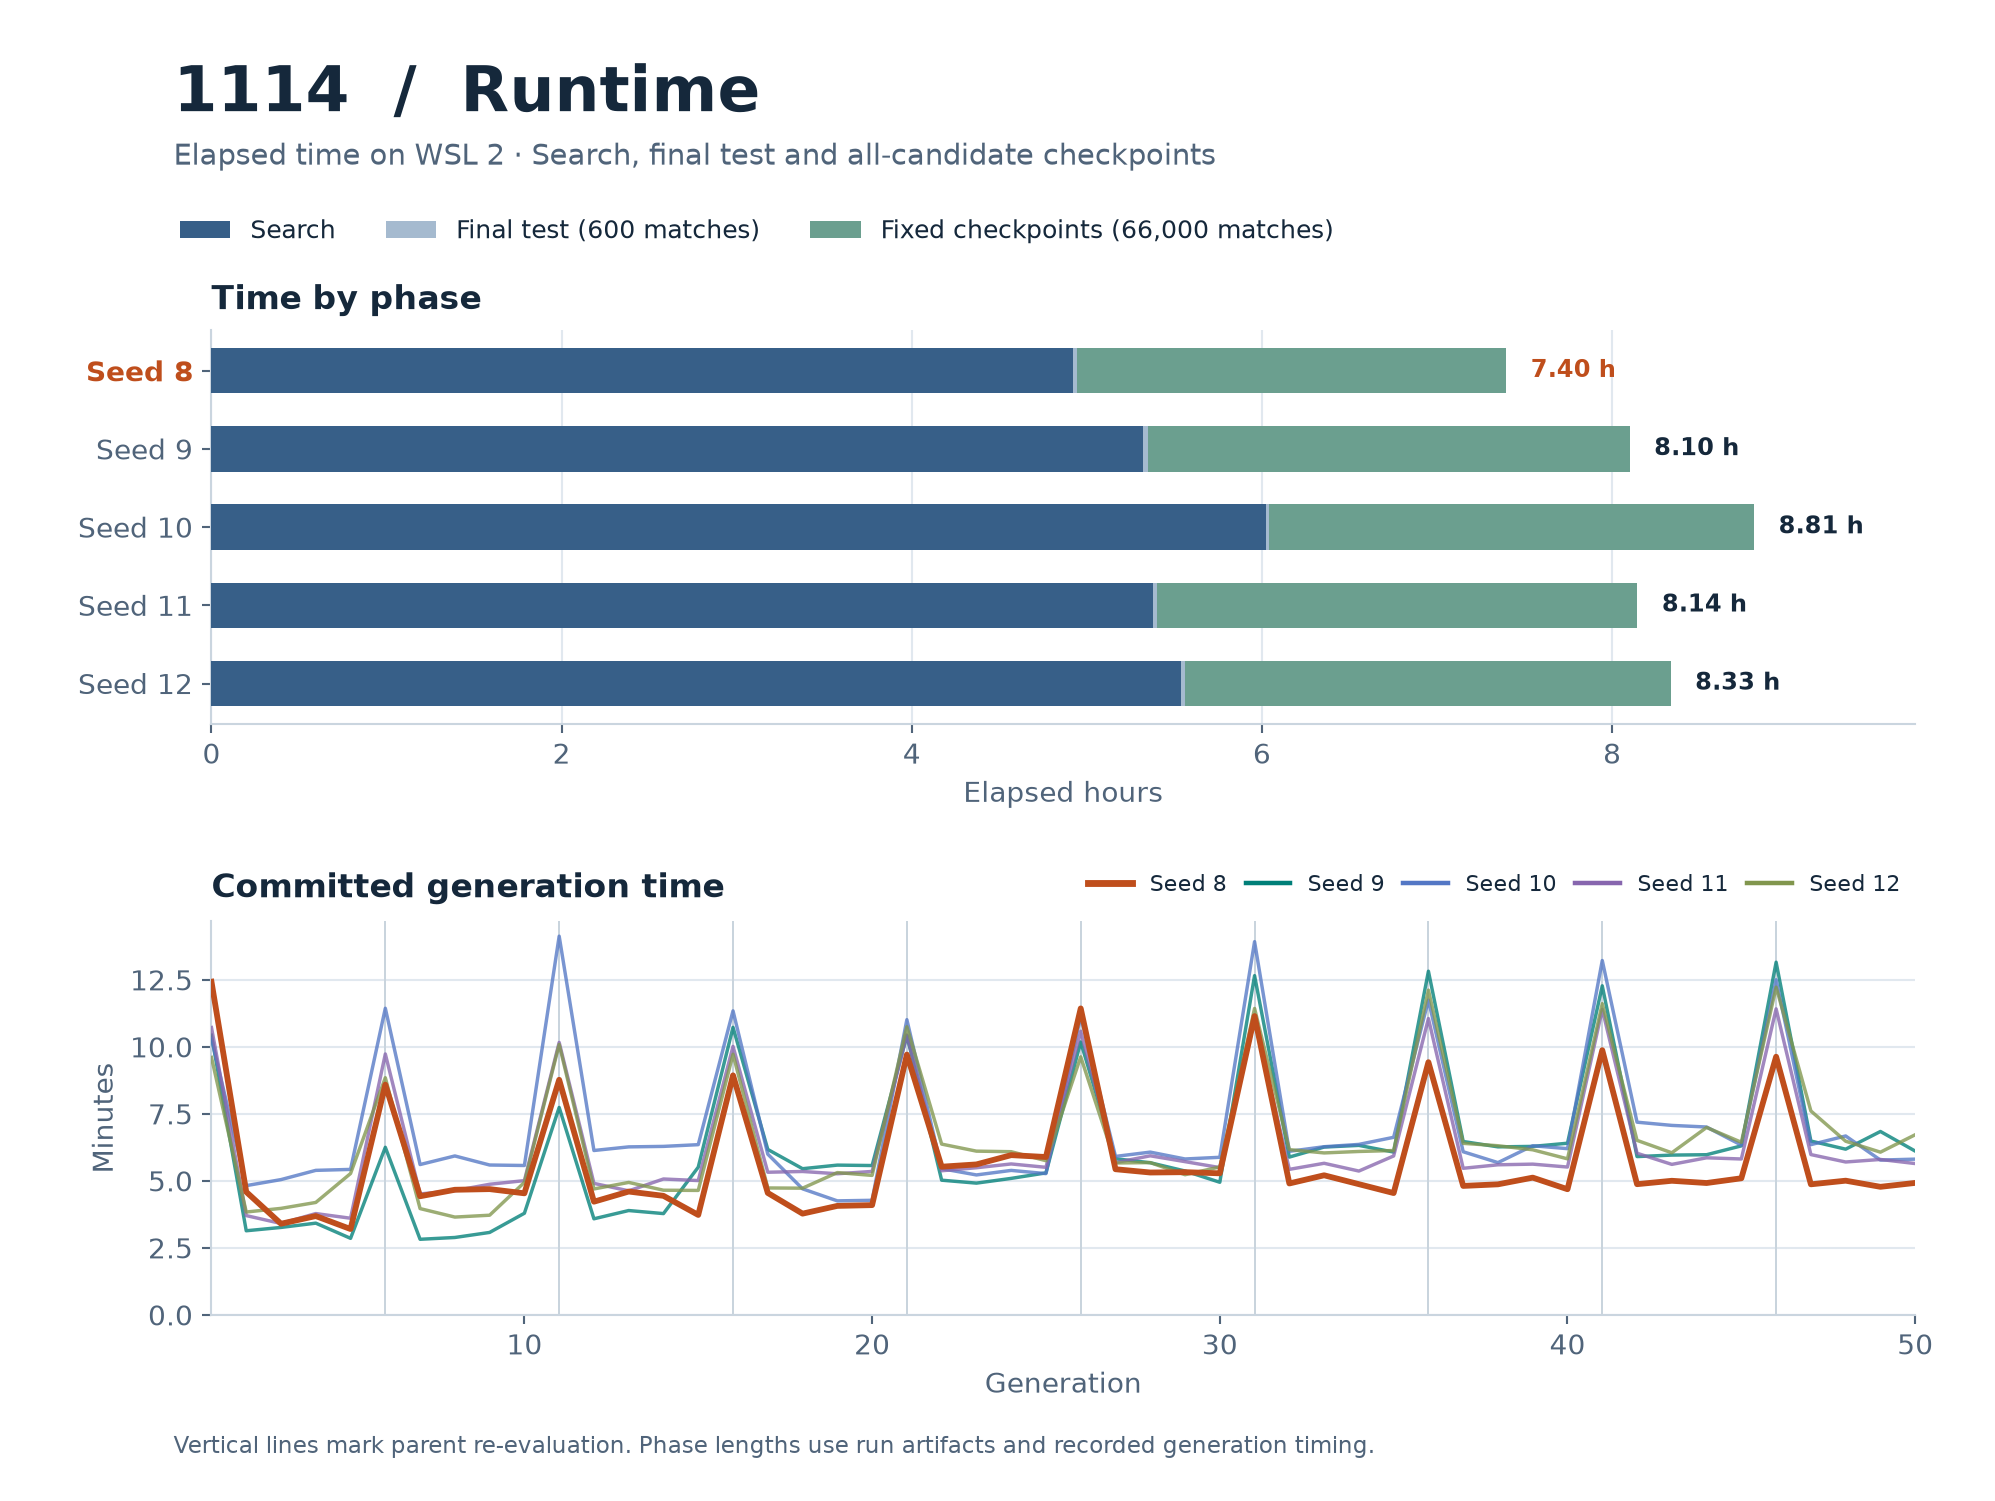 1114 / Runtime
Elapsed time on WSL 2 · Search, final test and all-candidate checkpoints
Search Final test (600 matches) Fixed checkpoints (66,000 matches)
Time by phase
Seed 8 7.40 h
Seed 9 8.10 h
Seed 10 8.81 h
Seed 11 8.14 h
Seed 12 8.33 h
0 2 4 6 8
Elapsed hours
Committed generation time Seed 8 Seed 9 Seed 10 Seed 11 Seed 12
12.5
10.0
7.5
5.0
2.5
0.0
Minutes
10 20 30 40 50
Generation
Vertical lines mark parent re-evaluation. Phase lengths use run artifacts and recorded generation timing.